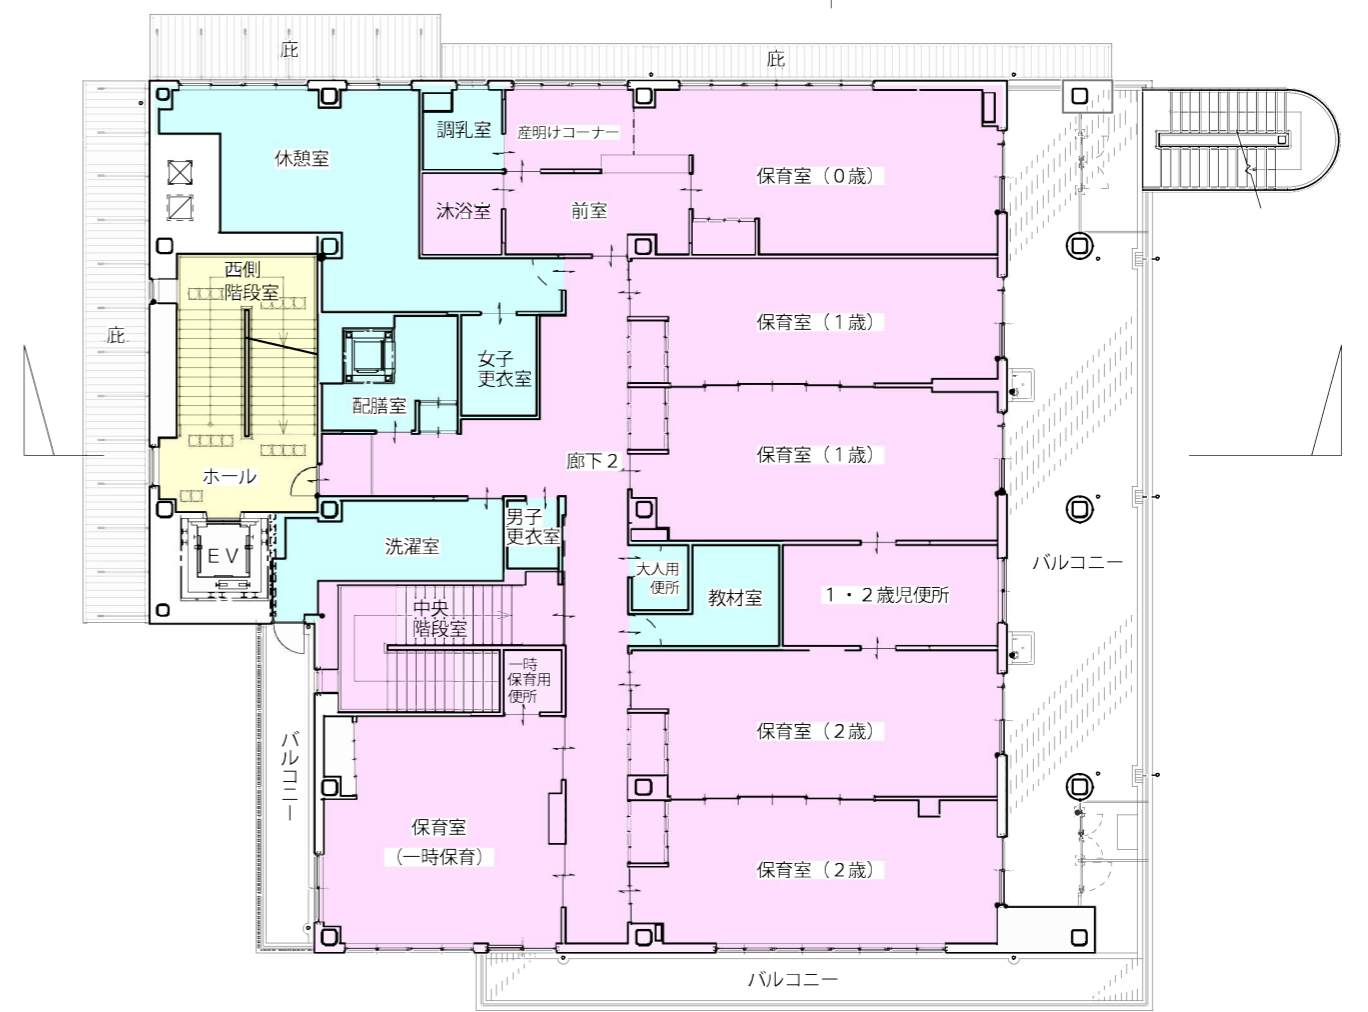 庇
庇
調乳室
産明けコーナー
休憩室
保育室（０歳）
沐浴室
前室
西側
階段室
保育室（１歳）
庇
女子
更衣室
配膳室
保育室（１歳）
廊下２
ホール
男子
更衣室
洗濯室
ＥＶ
バルコニー
大人用
便所
教材室
１・２歳児便所
中央
階段室
一時
保育用
便所
保育室（２歳）
バルコニー
保育室
（一時保育）
保育室（２歳）
バルコニー